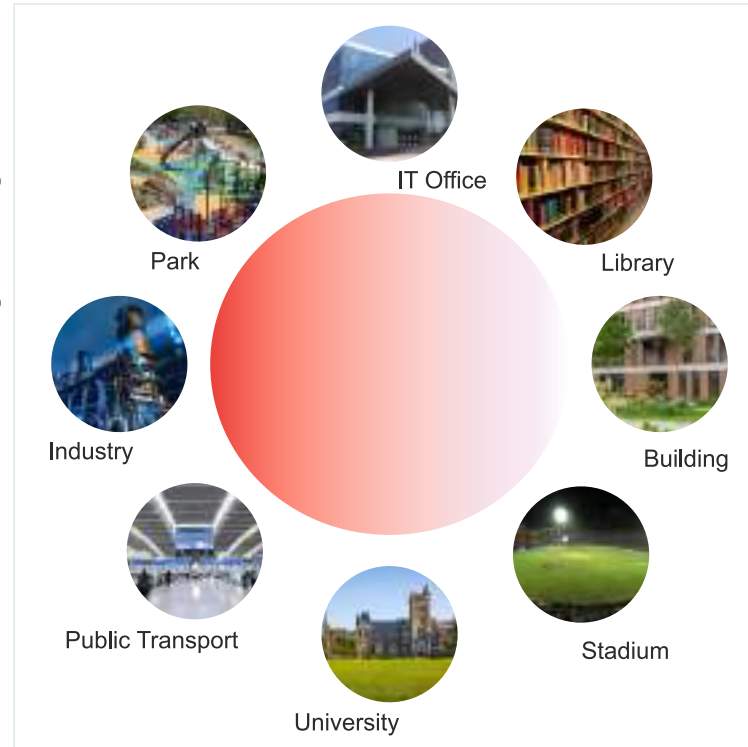 IT Office
Library
Park
Industry
Building
Public Transport
Stadium
University